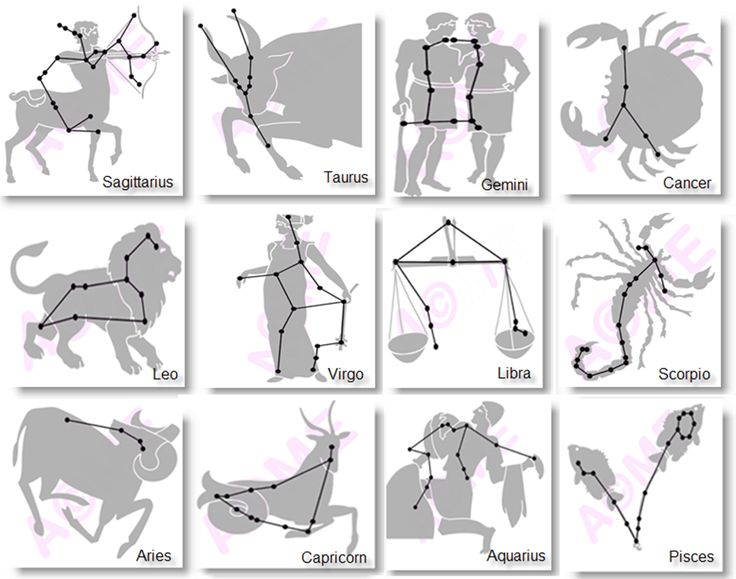 Sagittarius
Taurus
Gemini
Cancer
Leo
Virgo
Libra
Scorpio
Aries
Capricorn
Aquarius
Pisces